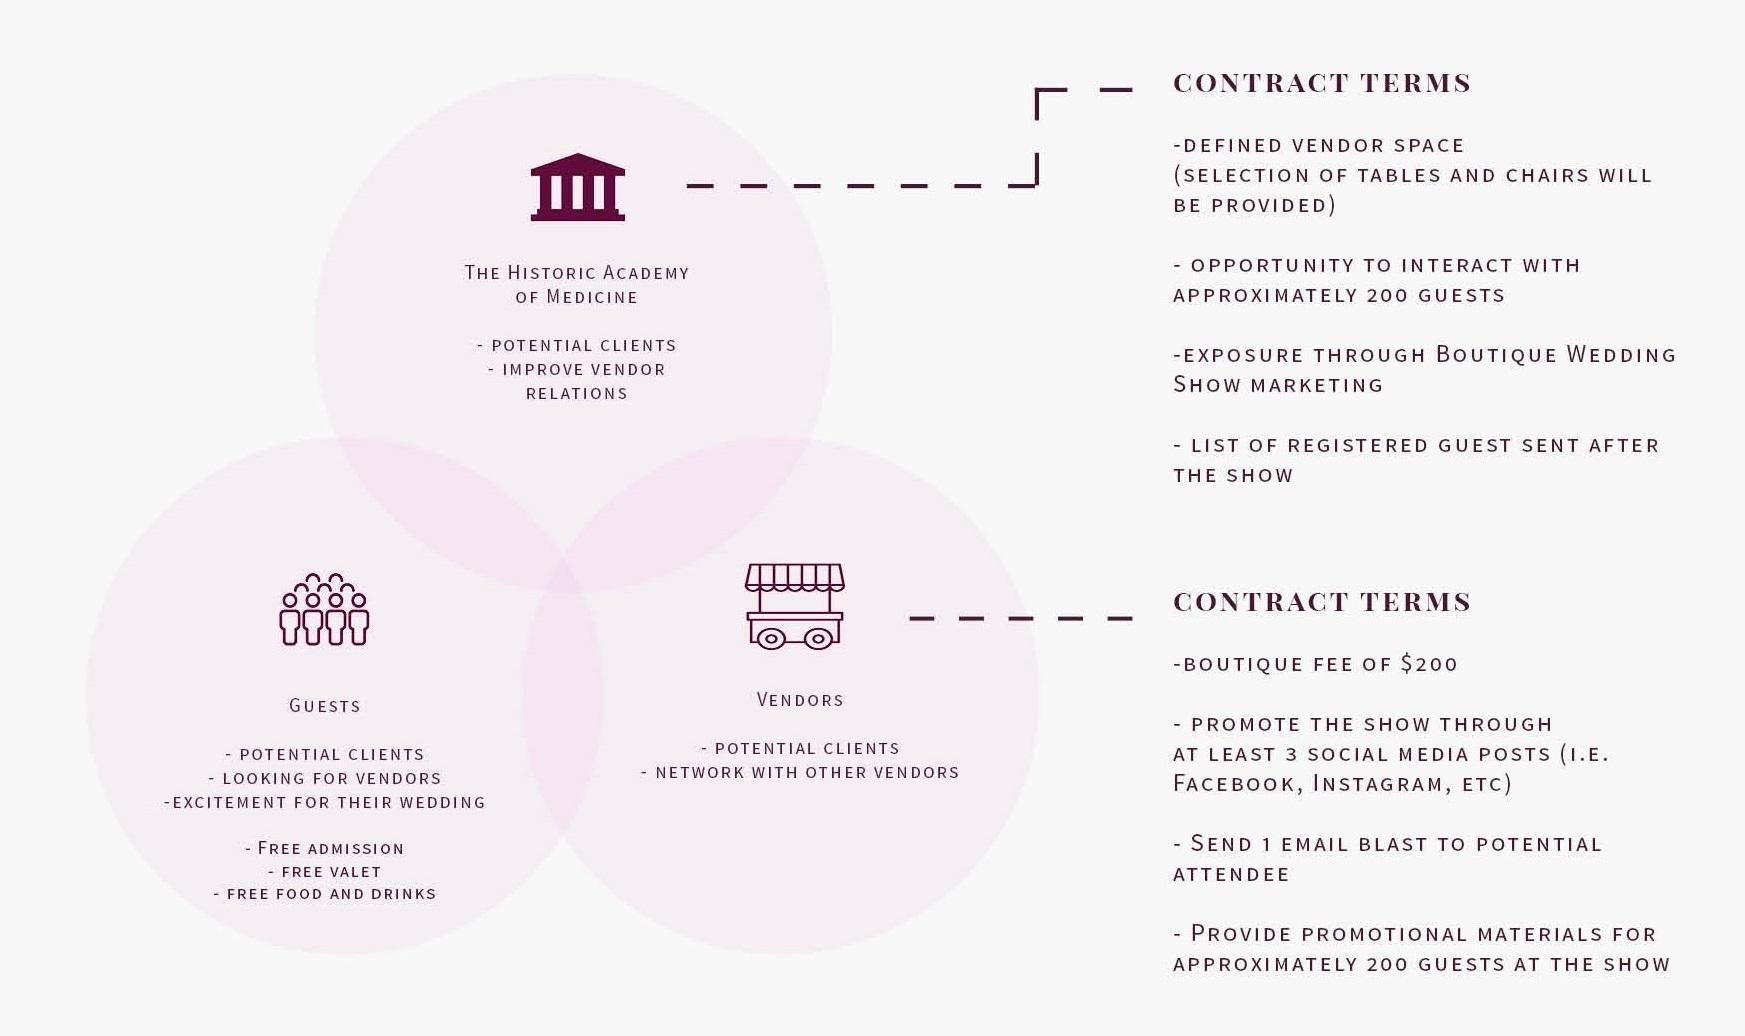 The Historic Academy
of Medicine
- potential clients
- improve vendor
relations
Guests
- potential clients
- looking for vendors
-excitement for their wedding
- Free admission
- free valet
- free food and drinks
Vendors
- potential clients
- network with other vendors
CONTRACT TERMS
-defined vendor space
(selection of tables and chairs will
be provided)
- opportunity to interact with
approximately 200 guests
-exposure through Boutique Wedding
Show marketing
- list of registered guest sent after
the show
CONTRACT TERMS
-boutique fee of $200
- promote the show through
at least 3 social media posts (i.e.
Facebook, Instagram, etc)
- Send 1 email blast to potential
attendee
- Provide promotional materials for
approximately 200 guests at the show